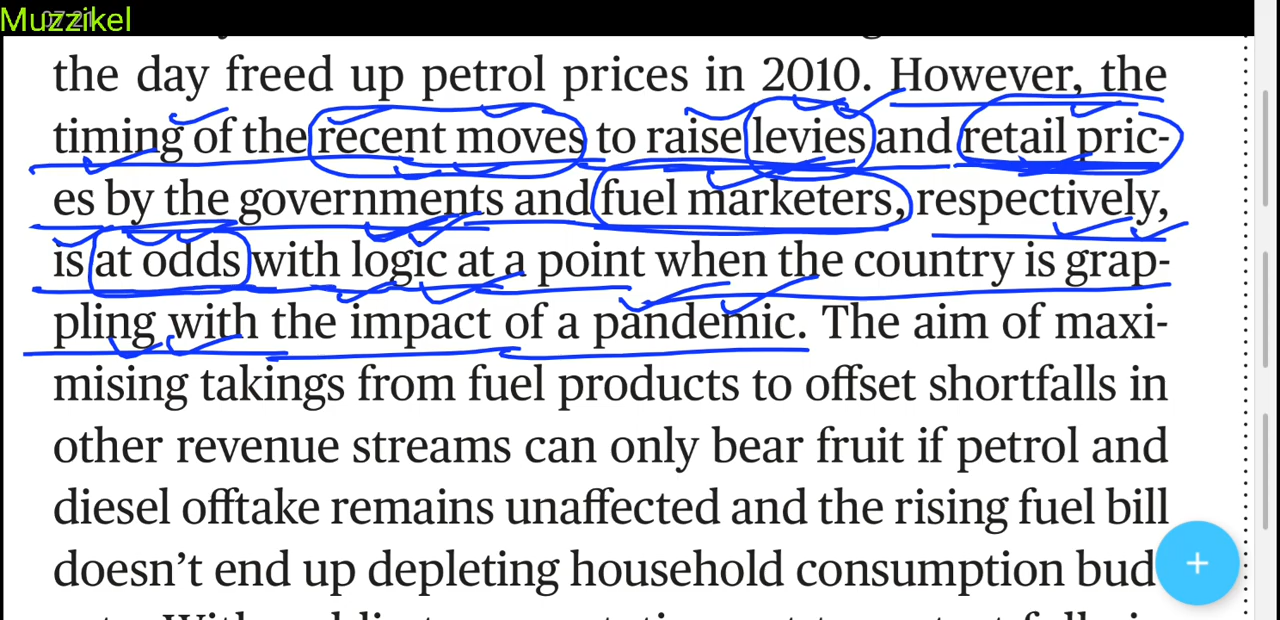 Muzzikel
the day freed up petrol prices in 2010. However, the
timing of the recent moves to raise levies and retail pric-
es by the governments and fuel marketers, respectively,
is at odds with logic at a point when the country is grap-
pling with the impact of a pandemic. The aim of maxi-
mising takings from fuel products to offset shortfalls in
other revenue streams can only bear fruit if petrol and
diesel offtake remains unaffected and the rising fuel bill
doesn’t end up depleting household consumption bud